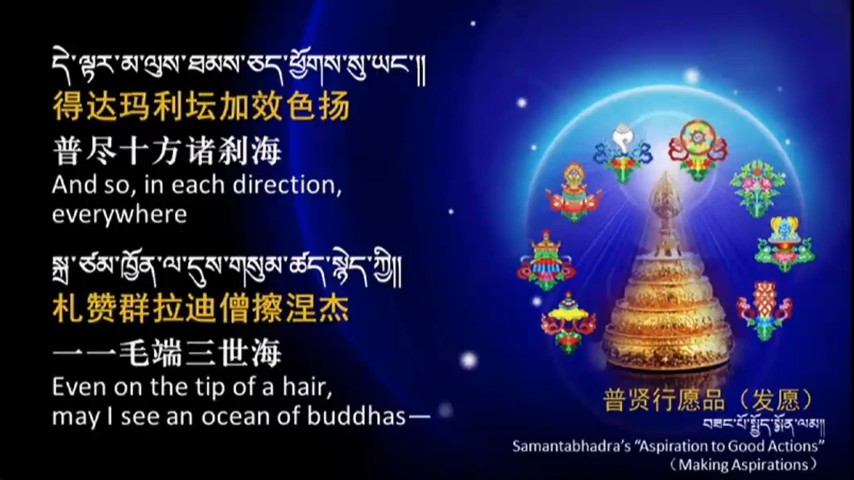 དེ་ལྟར་མ་ལུས་ཐམས་ཅད་ཕྱོགས་སུ་ཡང་།།
得达玛利坛加效色扬
普尽十方诸刹海
And so, in each direction,
everywhere
སྐྲ་ཙམ་ཁྱོན་ལ་དུས་གསུམ་ཚད་སྙེད་ཀྱི།།
札赞群拉迪僧擦涅杰
一一毛端三世海
Even on the tip of a hair,
may I see an ocean of buddhas—
普贤行愿品（发愿）
བཟང་པོ་སྤྱོད་སྨོན་ལམ།།
Samantabhadra's “Aspiration to Good Actions”
（Making Aspirations）